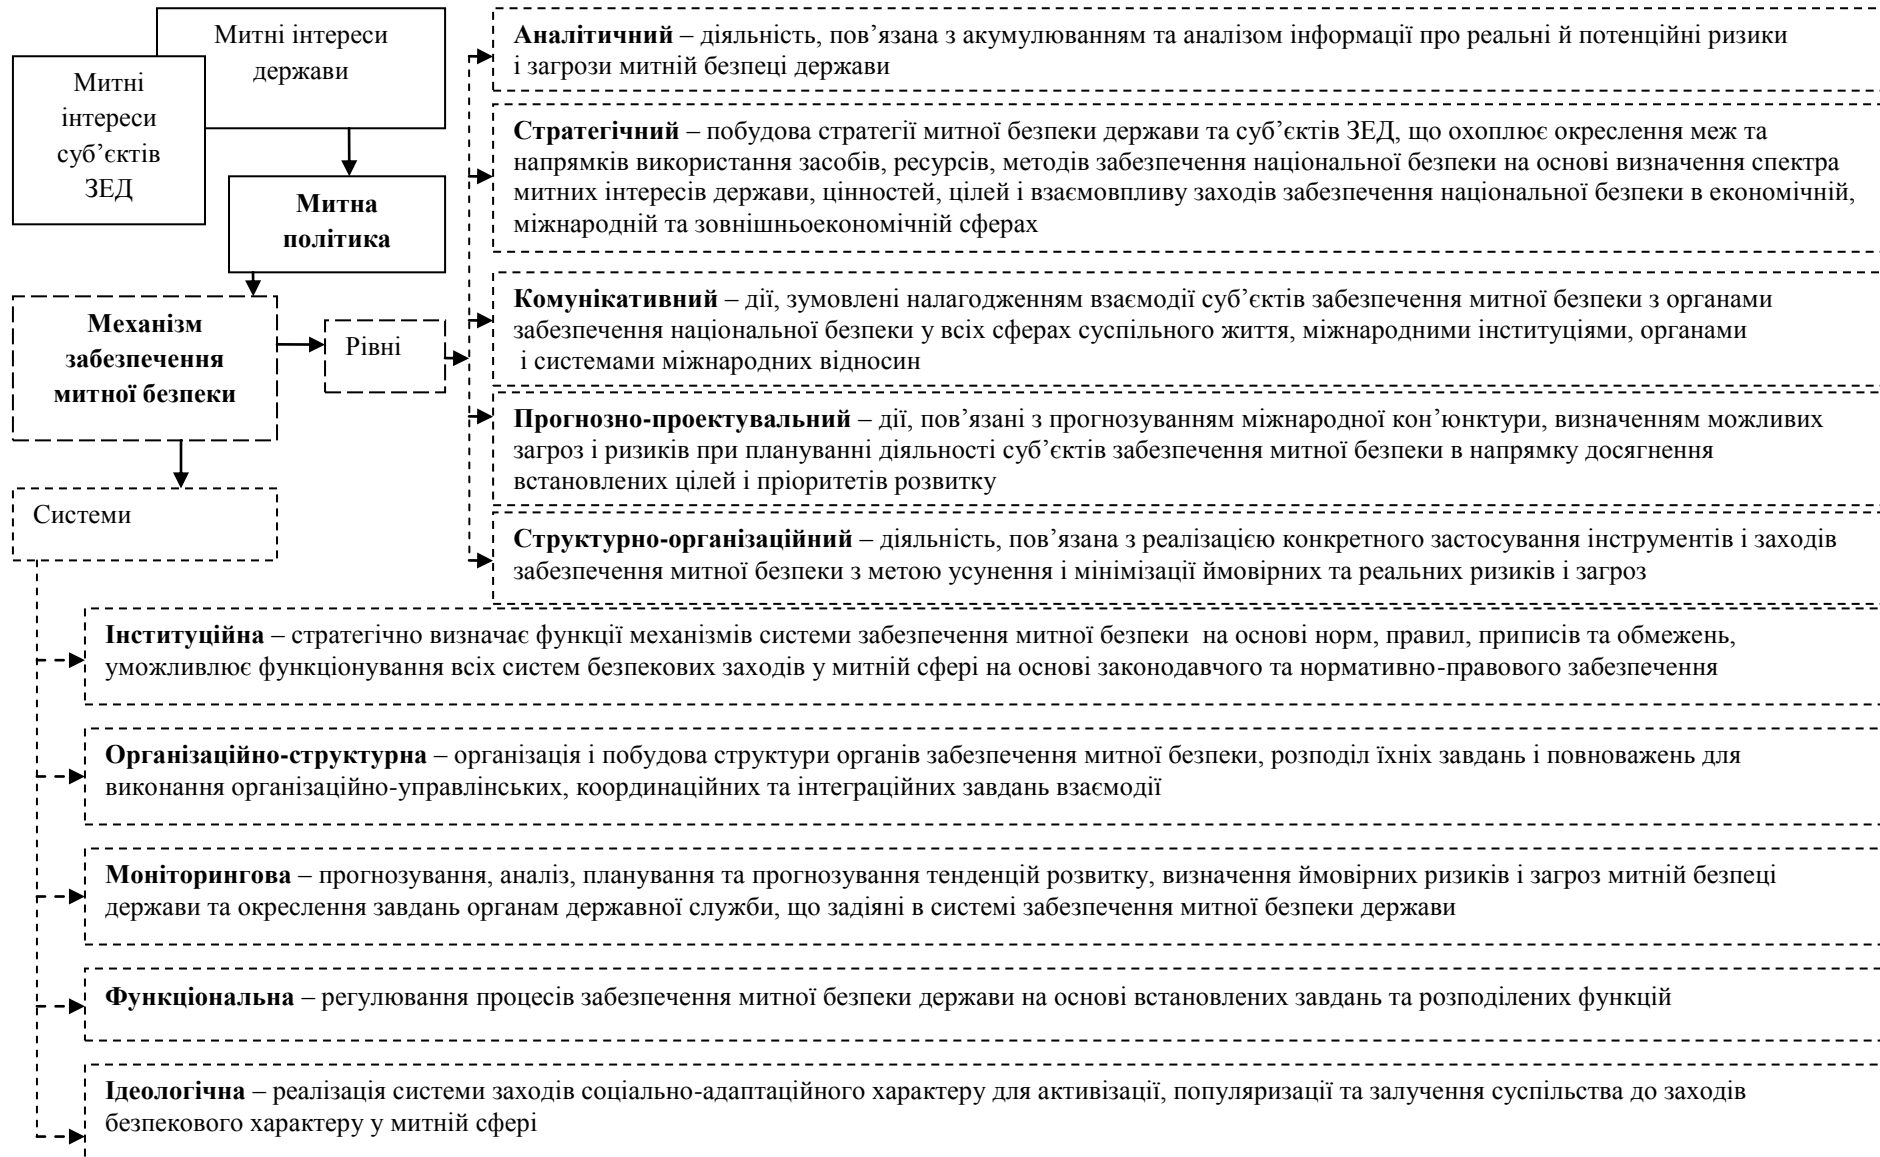 Митні інтереси
держави
Митні
інтереси
суб’єктів
ЗЕД
Митна
політика
Механізм
забезпечення
митної безпеки
Рівні
Системи
Аналітичний – діяльність, пов’язана з акумулюванням та аналізом інформації про реальні й потенційні ризики
і загрози митній безпеці держави
Стратегічний – побудова стратегії митної безпеки держави та суб’єктів ЗЕД, що охоплює окреслення меж та
напрямків використання засобів, ресурсів, методів забезпечення національної безпеки на основі визначення спектра
митних інтересів держави, цінностей, цілей і взаємовпливу заходів забезпечення національної безпеки в економічній,
міжнародній та зовнішньоекономічній сферах
Комунікативний – дії, зумовлені налагодженням взаємодії суб’єктів забезпечення митної безпеки з органами
забезпечення національної безпеки у всіх сферах суспільного життя, міжнародними інституціями, органами
і системами міжнародних відносин
Прогнозно-проектувальний – дії, пов’язані з прогнозуванням міжнародної кон’юнктури, визначенням можливих
загроз і ризиків при плануванні діяльності суб’єктів забезпечення митної безпеки в напрямку досягнення
встановлених цілей і пріоритетів розвитку
Структурно-організаційний – діяльність, пов’язана з реалізацією конкретного застосування інструментів і заходів
забезпечення митної безпеки з метою усунення і мінімізації ймовірних та реальних ризиків і загроз
Інституційна – стратегічно визначає функції механізмів системи забезпечення митної безпеки на основі норм, правил, приписів та обмежень,
уможливлює функціонування всіх систем безпекових заходів у митній сфері на основі законодавчого та нормативно-правового забезпечення
Організаційно-структурна – організація і побудова структури органів забезпечення митної безпеки, розподіл їхніх завдань і повноважень для
виконання організаційно-управлінських, координаційних та інтеграційних завдань взаємодії
Моніторингова – прогнозування, аналіз, планування та прогнозування тенденцій розвитку, визначення ймовірних ризиків і загроз митній безпеці
держави та окреслення завдань органам державної служби, що задіяні в системі забезпечення митної безпеки держави
Функціональна – регулювання процесів забезпечення митної безпеки держави на основі встановлених завдань та розподілених функцій
Ідеологічна – реалізація системи заходів соціально-адаптаційного характеру для активізації, популяризації та залучення суспільства до заходів
безпекового характеру у митній сфері